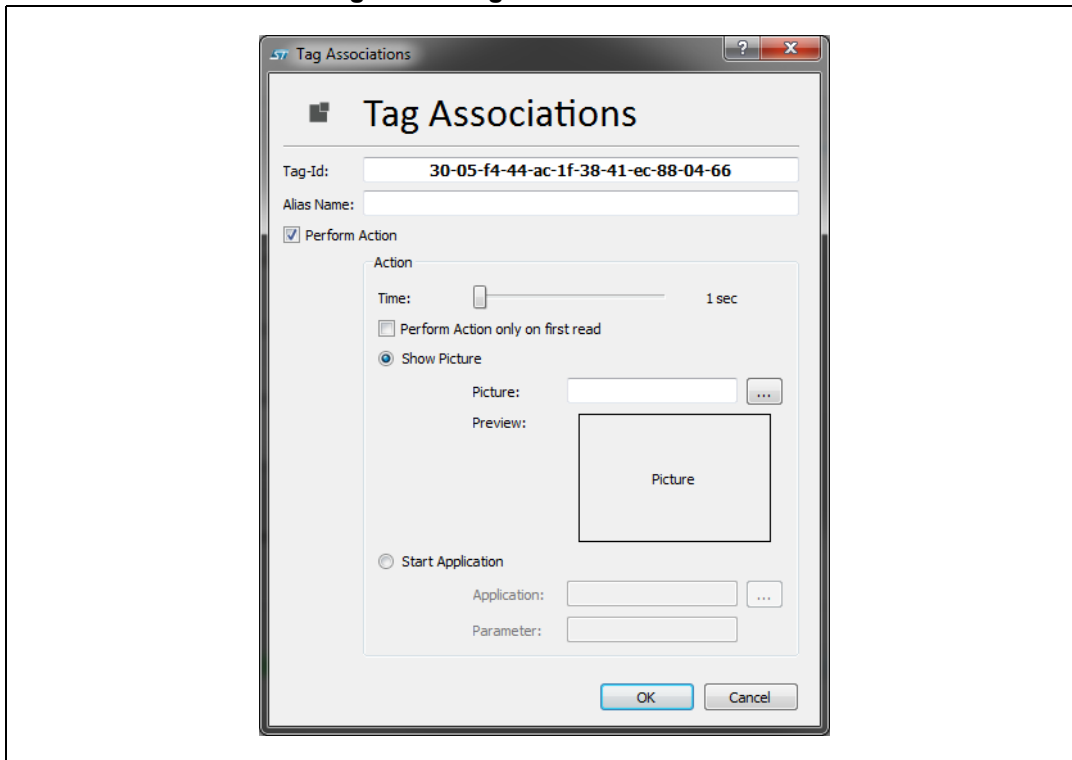 ST Tag Associations ? X
Tag Associations
Tag-Id: 30-05-f4-44-ac-1f-38-41-ec-88-04-66
Alias Name:
Perform Action
Action
Time: 1 sec
Perform Action only on first read
Show Picture
Picture: ...
Preview:
Picture
Start Application
Application: ...
Parameter:
OK Cancel